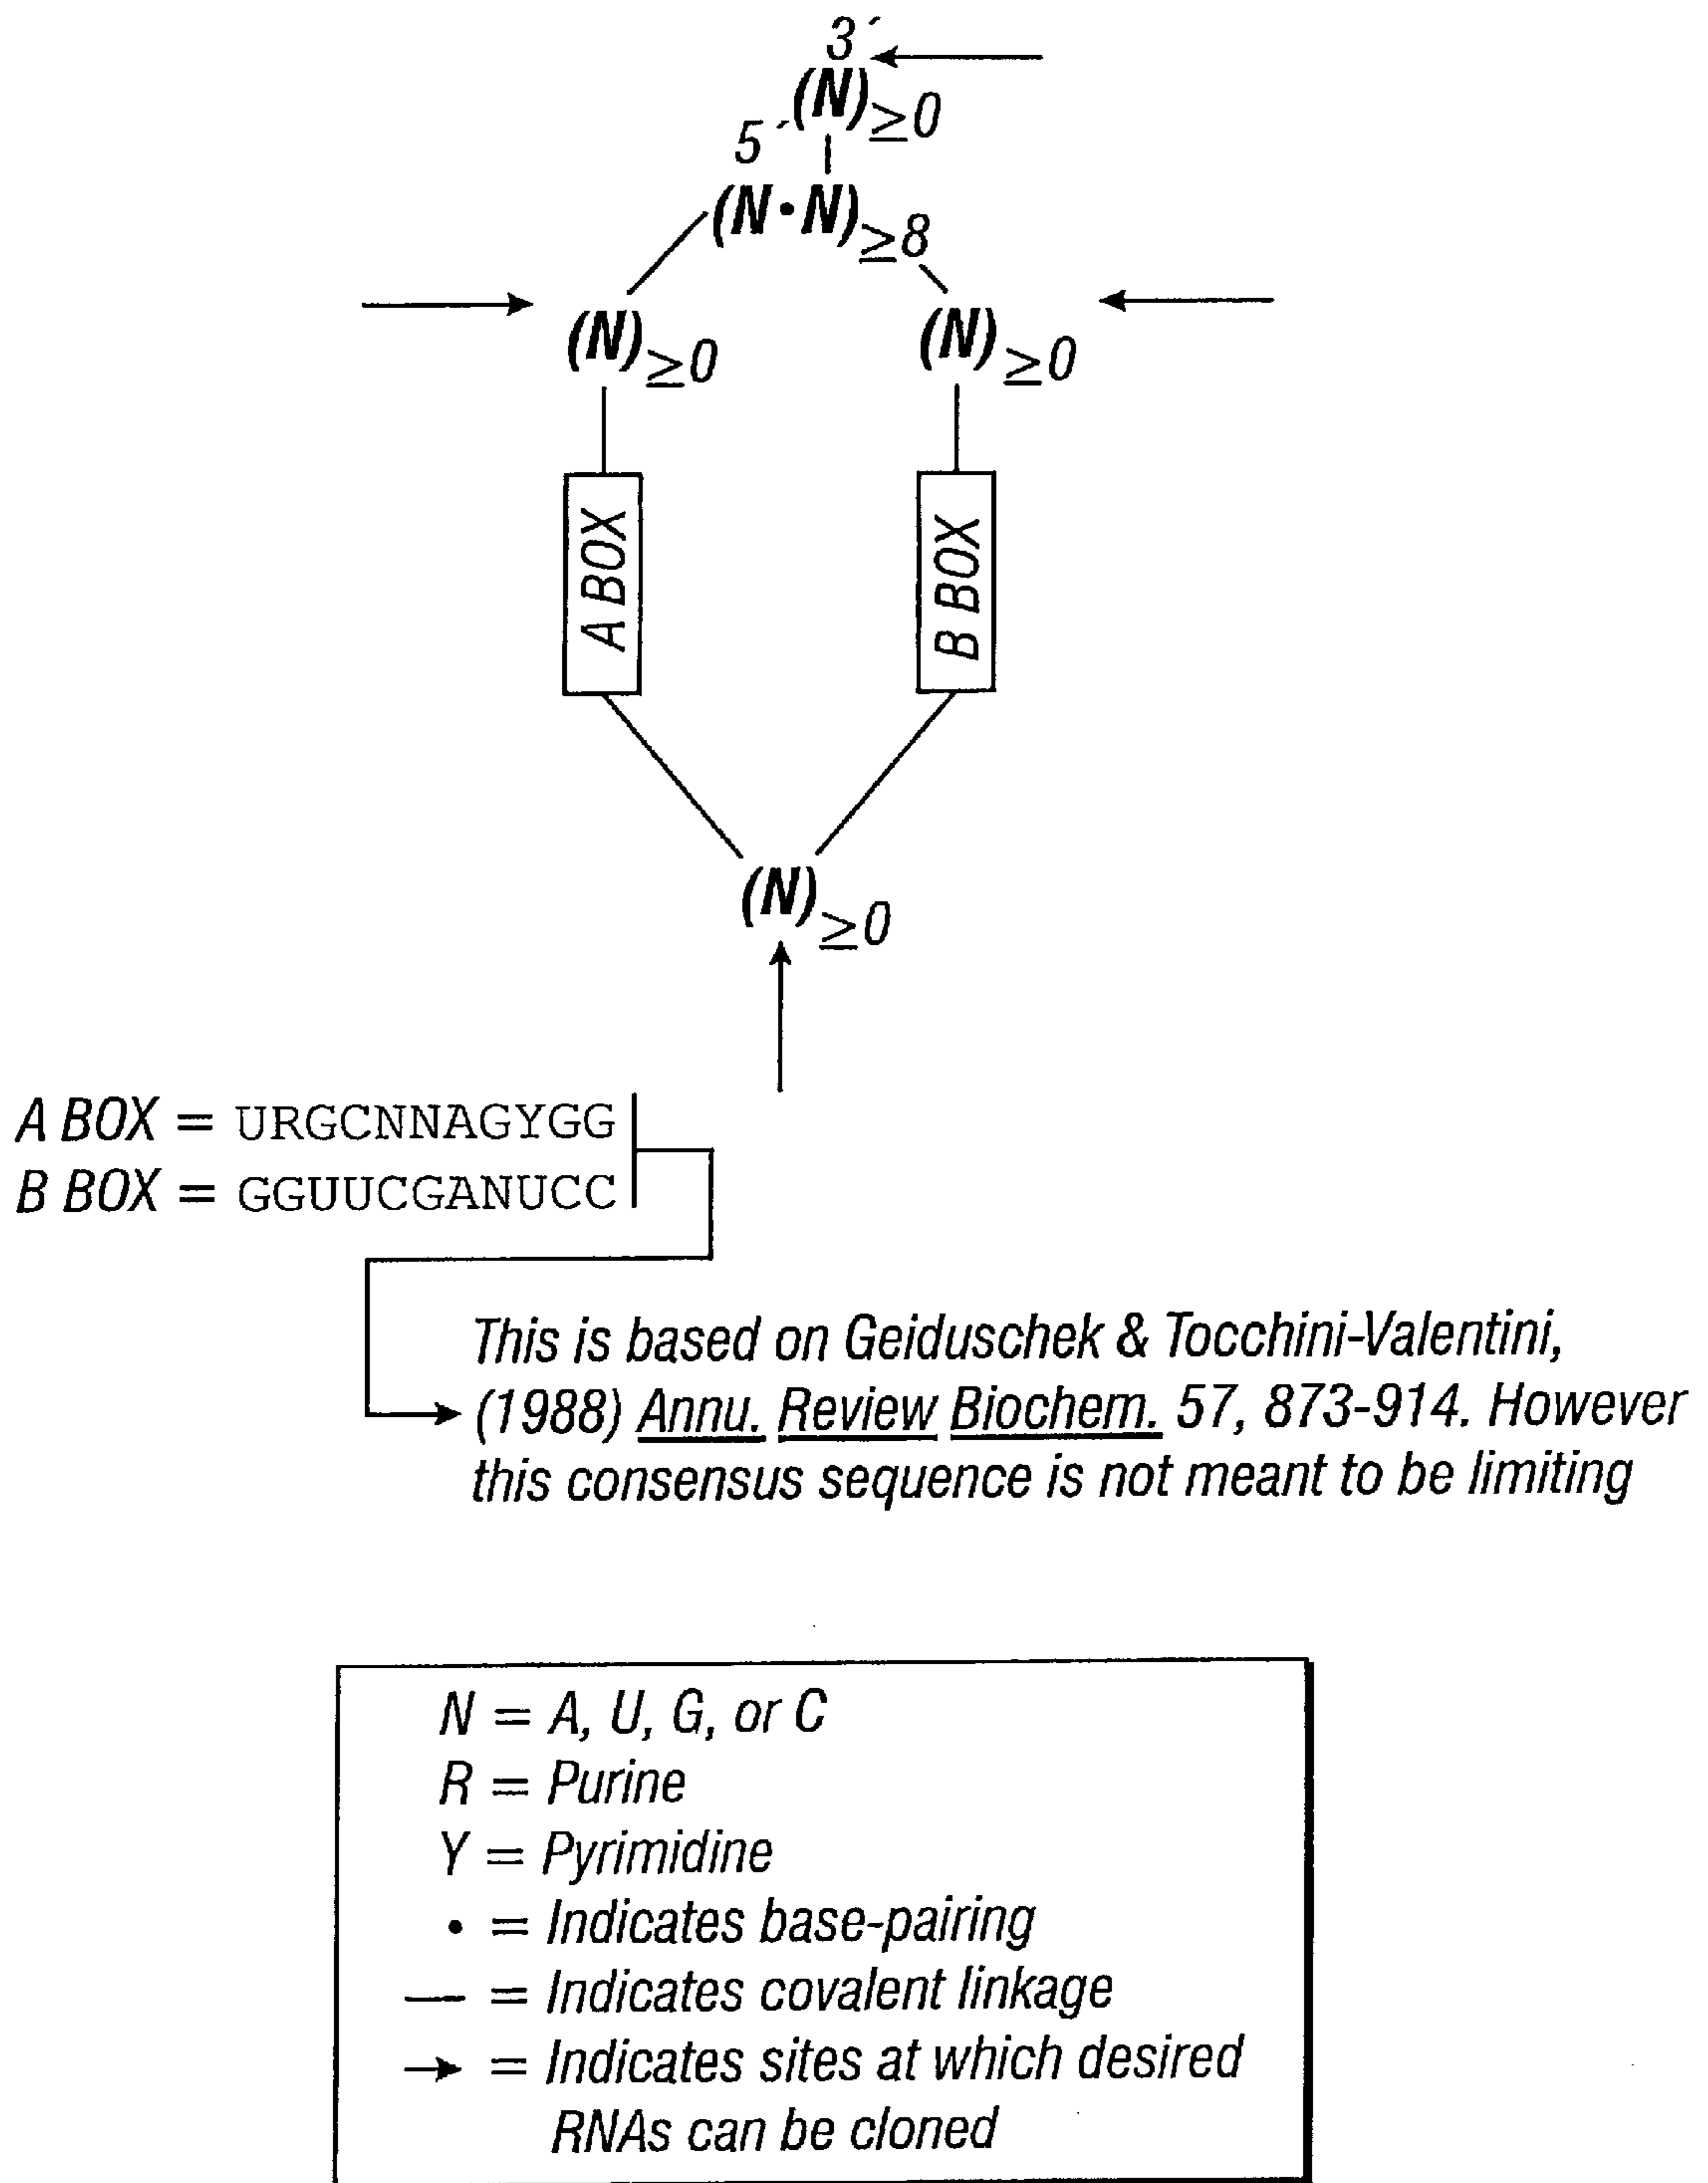 3´
(N)≥0
5´
(N•N)≥8
(N)≥0 (N)≥0
A BOX B BOX
(N)≥0
A BOX = URGCNNAGYGG
B BOX = GGUUCGANUCC
This is based on Geiduschek & Tocchini-Valentini,
(1988) Annu. Review Biochem. 57, 873-914. However
this consensus sequence is not meant to be limiting
N = A, U, G, or C
R = Purine
Y = Pyrimidine
• = Indicates base-pairing
— = Indicates covalent linkage
→ = Indicates sites at which desired
RNAs can be cloned